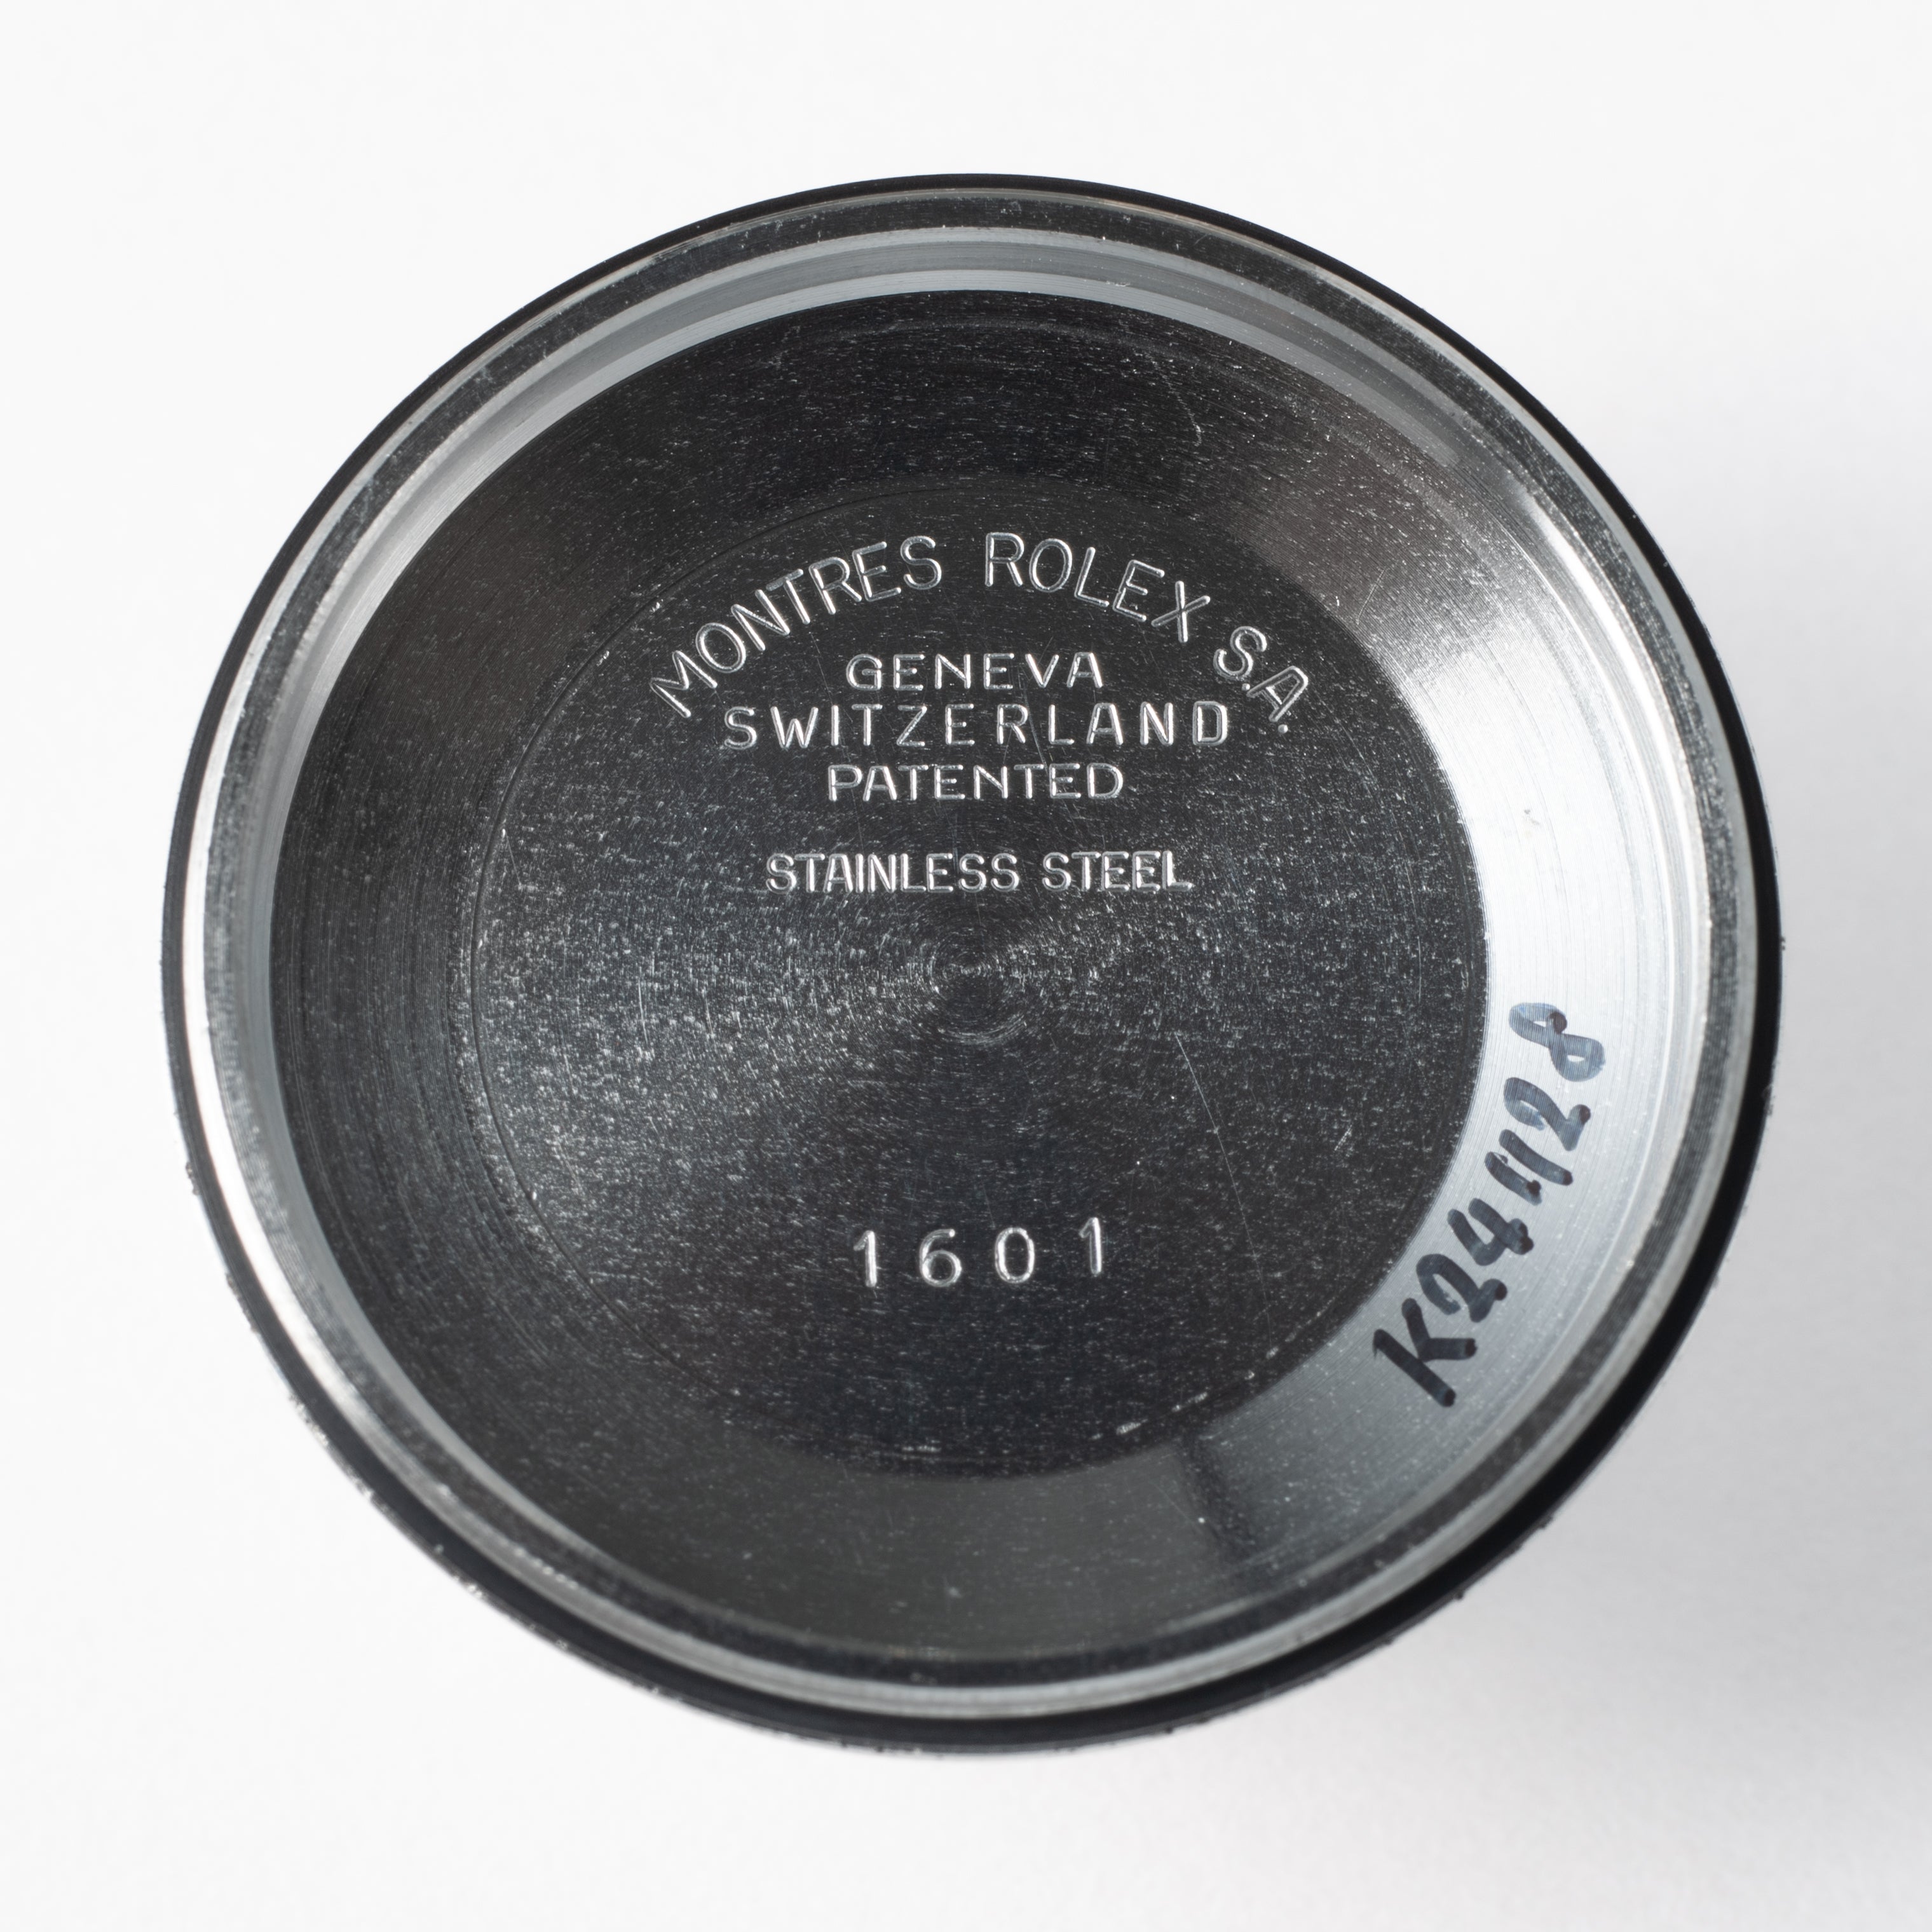 MONTRES ROLEX S.A.
GENEVA
SWITZERLAND
PATENTED
STAINLESS STEEL
1601
K241128